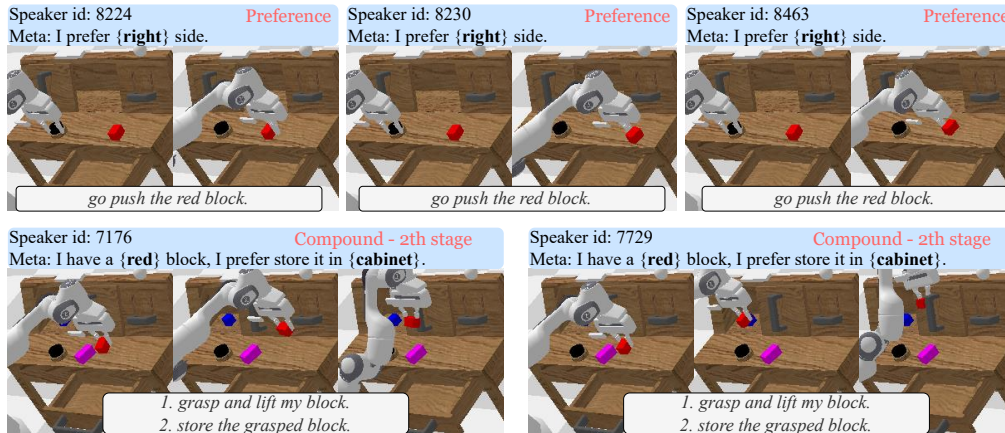 Speaker id: 8224
Preference
Meta: I prefer {right} side.
go push the red block.
Speaker id: 8230
Preference
Meta: I prefer {right} side.
go push the red block.
Speaker id: 8463
Preference
Meta: I prefer {right} side.
go push the red block.
Speaker id: 7176
Compound - 2th stage
Meta: I have a {red} block, I prefer store it in {cabinet}.
1. grasp and lift my block.
2. store the grasped block.
Speaker id: 7729
Compound - 2th stage
Meta: I have a {red} block, I prefer store it in {cabinet}.
1. grasp and lift my block.
2. store the grasped block.